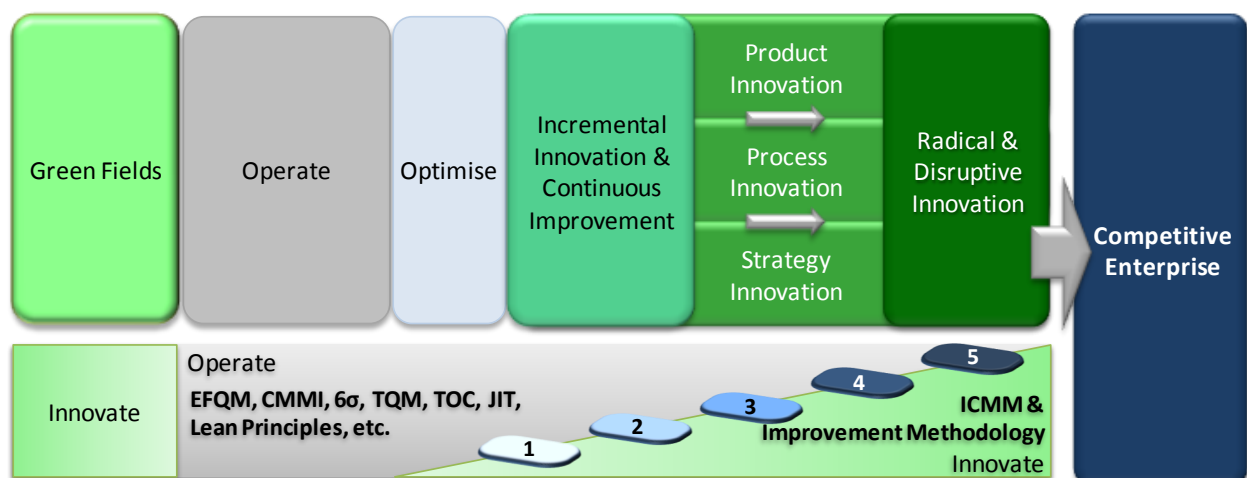 Green Fields
Operate
Optimise
Incremental
Innovation &
Continuous
Improvement
Product
Innovation
Process
Innovation
Strategy
Innovation
Radical &
Disruptive
Innovation
Competitive
Enterprise
Innovate
Operate
EFQM, CMMI, 6σ, TQM, TOC, JIT,
Lean Principles, etc.
1
2
3
4
5
ICMM &
Improvement Methodology
Innovate